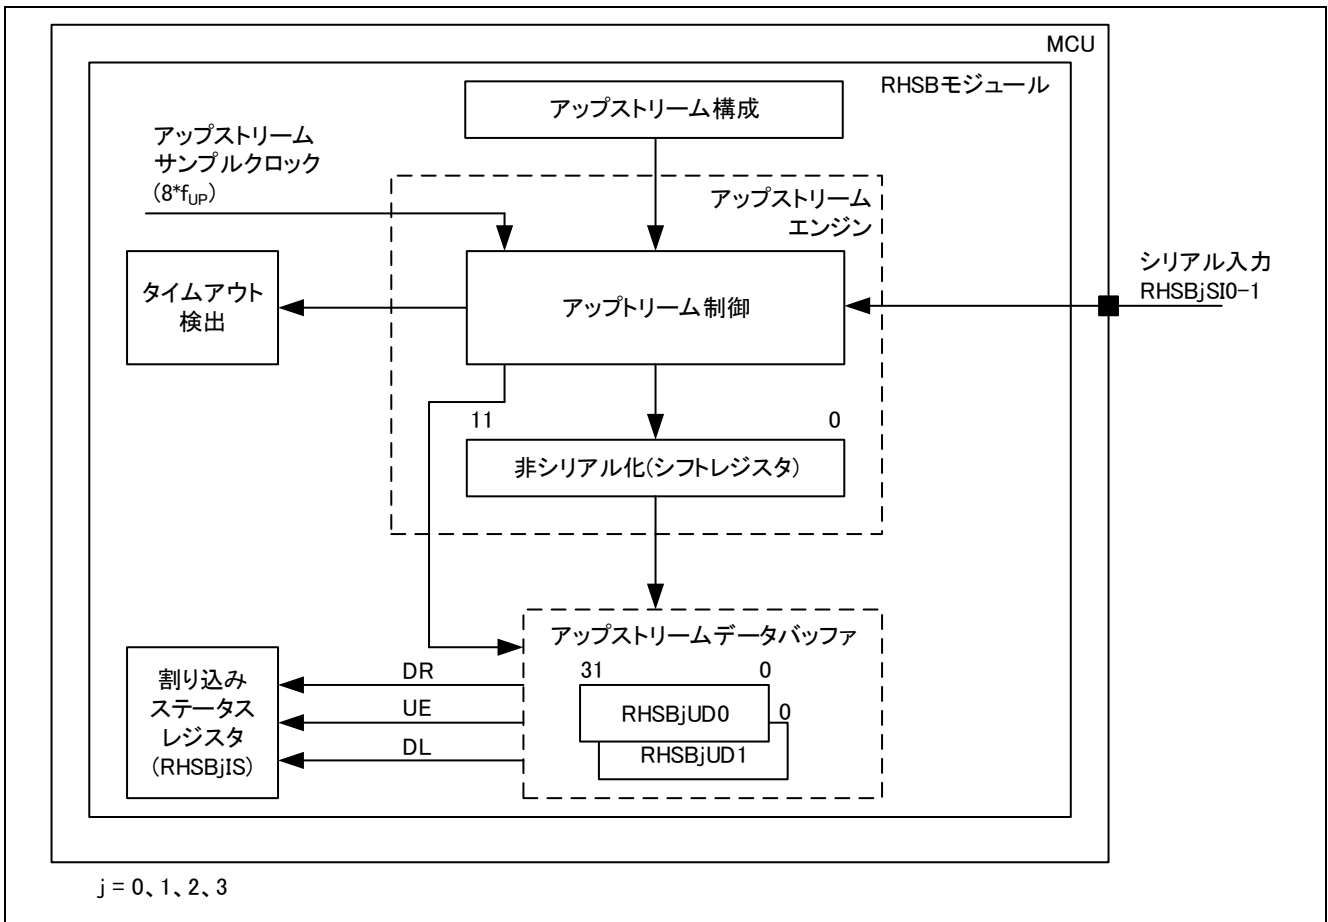 MCU
RHSBモジュール
アップストリーム構成
アップストリーム
サンプルクロック
(8*fUP)
アップストリーム
エンジン
タイムアウト
検出
アップトリーム制御
シリアル入力
RHSBjSI0-1
11
0
非シリアル化(シフトレジスタ)
アップストリームデータバッファ
割り込み
ステータス
レジスタ
(RHSBjIS)
DR
UE
DL
31
0
RHSBjUD0
0
RHSBjUD1
j = 0、1、2、3